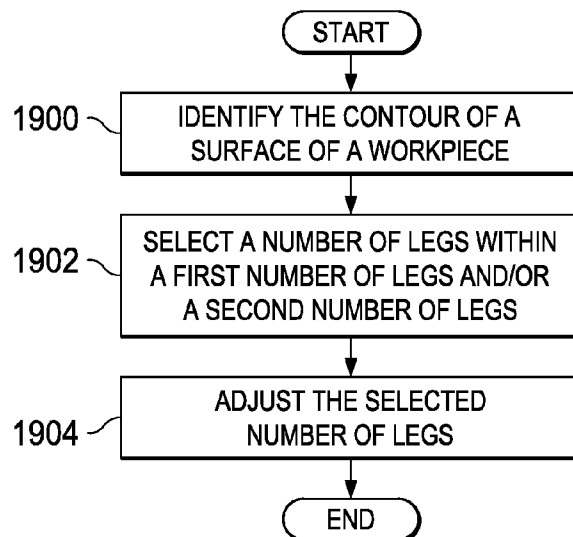 START
1900
IDENTIFY THE CONTOUR OF A
SURFACE OF A WORKPIECE
1902
SELECT A NUMBER OF LEGS WITHIN
A FIRST NUMBER OF LEGS AND/OR
A SECOND NUMBER OF LEGS
1904
ADJUST THE SELECTED
NUMBER OF LEGS
END